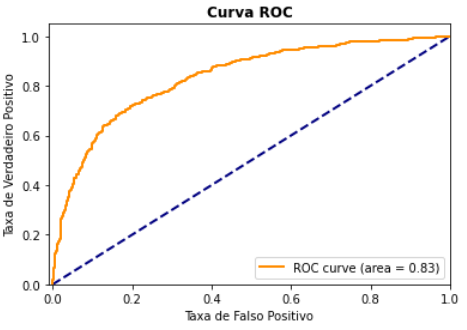 Curva ROC
Taxa de Verdadeiro Positivo
1.0
0.8
0.6
0.4
0.2
0.0
ROC curve (area = 0.83)
0.0 0.2 0.4 0.6 0.8 1.0
Taxa de Falso Positivo